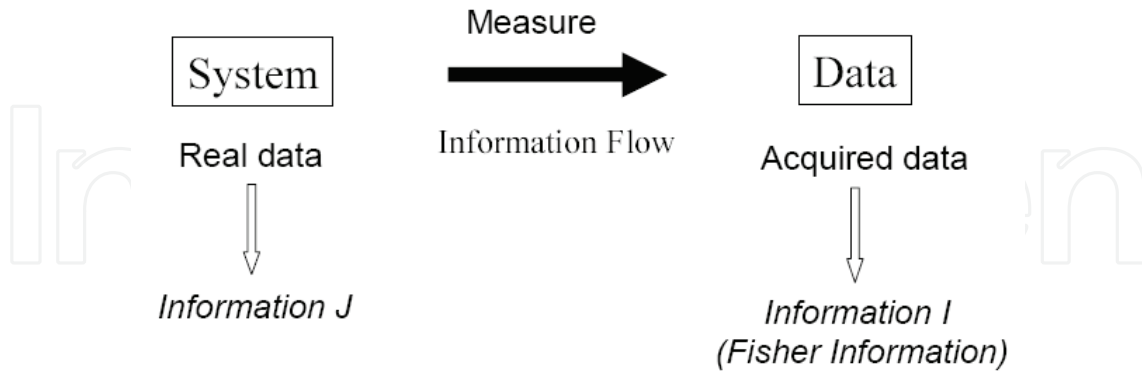 Measure
System
Data
Information Flow
Real data
Acquired data
Information J
Information I
(Fisher Information)